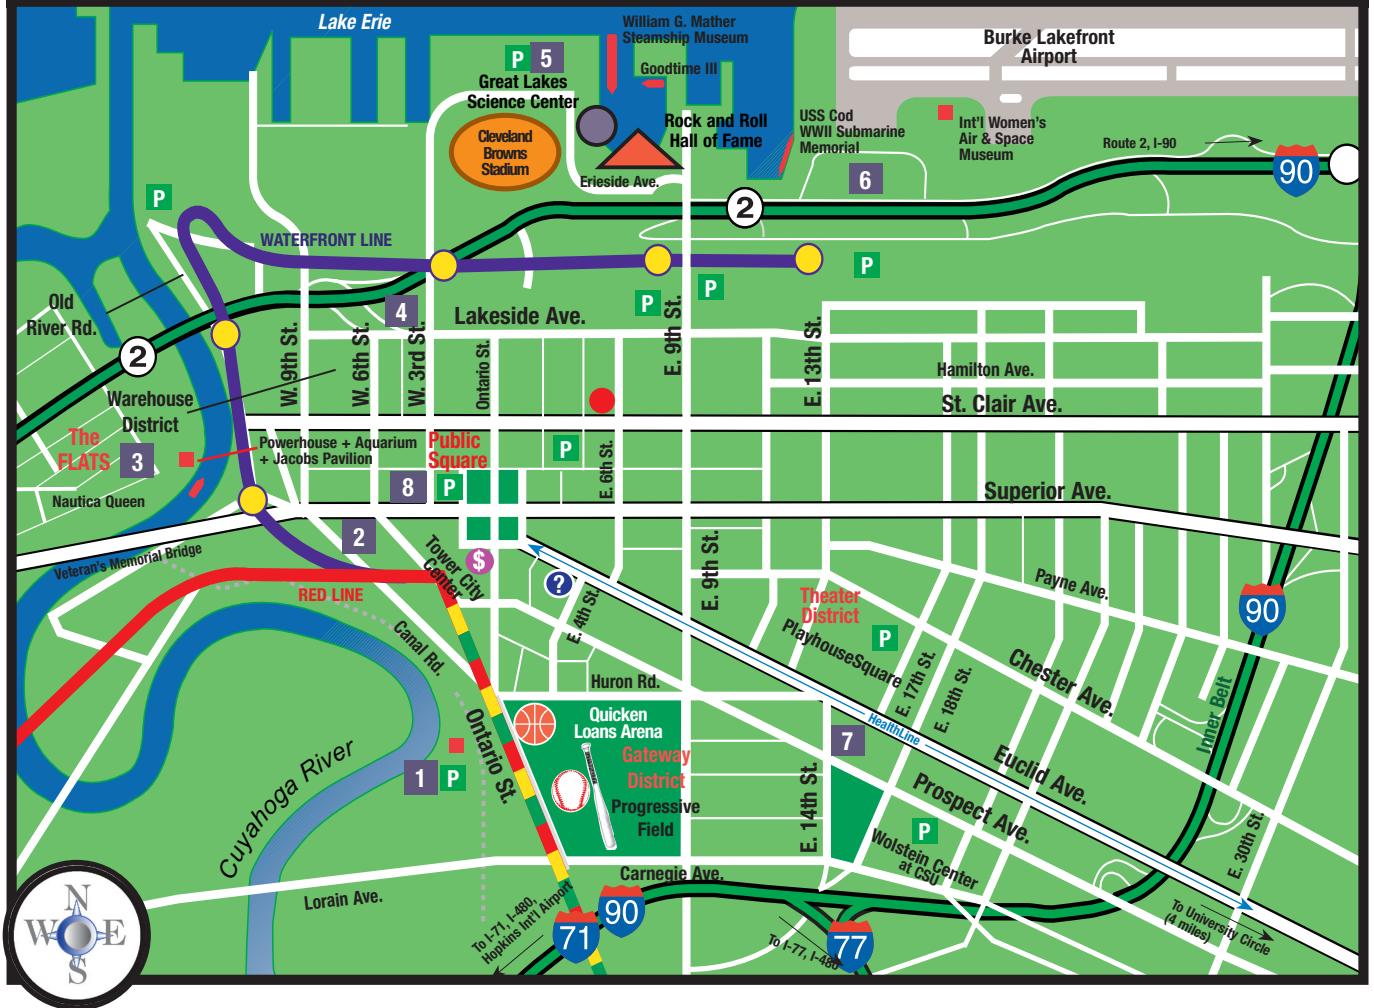 Lake Erie
William G. Mather
Steamship Museum
Goodtime III
P
5
Great Lakes
Science Center
Burke Lakefront
Airport
Cleveland
Browns
Stadium
Rock and Roll
Hall of Fame
USS Cod
WWII Submarine
Memorial
Int'l Women's
Air & Space
Museum
Route 2, I-90
90
Erieside Ave.
6
P
2
WATERFRONT LINE
P
P
P
Old
River Rd.
4
Lakeside Ave.
2
W. 9th St.
W. 6th St.
W. 3rd St.
Ontario St.
E. 9th St.
E. 13th St.
Hamilton Ave.
Warehouse
District
St. Clair Ave.
The
FLATS
3
Powerhouse + Aquarium
+ Jacobs Pavilion
Public
Square
P
E. 6th St.
Nautica Queen
8
P
Superior Ave.
2
Veteran's Memorial Bridge
Tower City
Center
$
?
E. 9th St.
RED LINE
E. 4th St.
Theater
District
PlayhouseSquare
P
Payne Ave.
90
Canal Rd.
E. 17th St.
E. 18th St.
Chester Ave.
Inner Belt
Huron Rd.
Ontario St.
Quicken
Loans Arena
Gateway
District
Progressive
Field
HealthLine
7
Euclid Ave.
Prospect Ave.
1
P
Cuyahoga River
E. 14th St.
P
Wolstein Center
at CSU
E. 30th St.
Carnegie Ave.
Lorain Ave.
To I-71, I-480,
Hopkins Int'l Airport
71
90
77
To I-77, I-480
To University Circle
(4 miles)
N
W
E
S